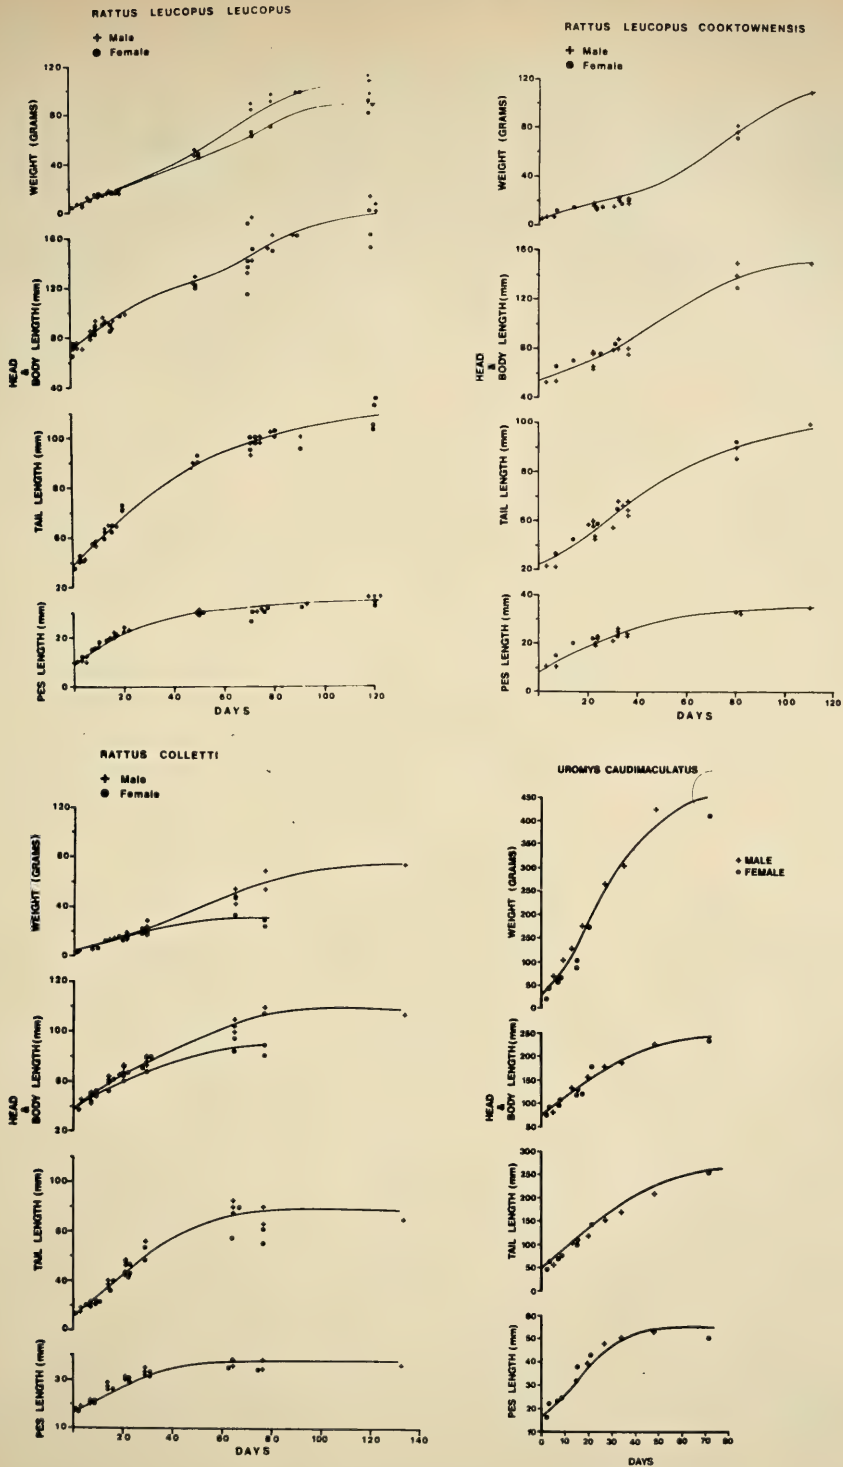 RATTUS LEUCOPUS LEUCOPUS
+ Male
● Female
WEIGHT (GRAMS)
120
80
40
0
HEAD & BODY LENGTH (mm)
160
120
80
40
TAIL LENGTH (mm)
100
80
60
20
PES LENGTH (mm)
20
0
20 40 60 80 100 120
DAYS
RATTUS LEUCOPUS COOKTOWNENSIS
+ Male
● Female
WEIGHT (GRAMS)
120
80
40
0
HEAD & BODY LENGTH (mm)
160
120
80
40
TAIL LENGTH (mm)
100
60
20
PES LENGTH (mm)
40
20
0
20 40 60 80 100 120
DAYS
RATTUS COLLETTI
+ Male
● Female
WEIGHT (GRAMS)
120
80
40
0
HEAD & BODY LENGTH (mm)
120
100
60
20
TAIL LENGTH (mm)
100
60
40
0
PES LENGTH (mm)
30
10
20 40 60 80 100 120 140
DAYS
UROMYS CAUDIMACULATUS
+ MALE
● FEMALE
WEIGHT (GRAMS)
450
400
350
300
250
200
150
100
50
0
HEAD & BODY LENGTH (mm)
250
200
150
100
50
TAIL LENGTH (mm)
300
250
200
150
100
50
0
PES LENGTH (mm)
60
50
40
30
20
10
0 10 20 30 40 50 60 70 80
DAYS